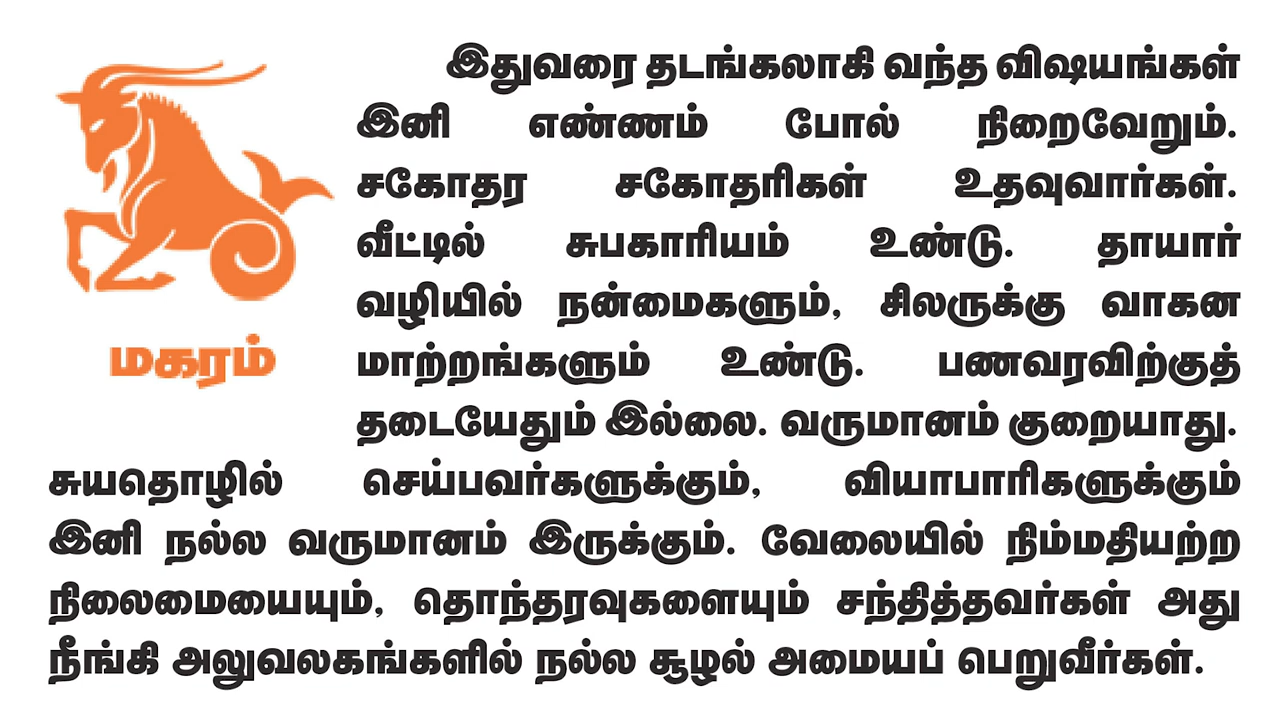 இதுவரை தடங்கலாகி வந்த விஷயங்கள்
இனி எண்ணம் போல் நிறைவேறும்.
சகோதர சகோதரிகள் உதவுவார்கள்.
வீட்டில் சுபகாரியம் உண்டு. தாயார்
வழியில் நன்மைகளும், சிலருக்கு வாகன
மாற்றங்களும் உண்டு. பணவரவிற்குத்
தடையேதும் இல்லை. வருமானம் குறையாது.
மகரம்
சுயதொழில் செய்பவர்களுக்கும், வியாபாரிகளுக்கும்
இனி நல்ல வருமானம் இருக்கும். வேலையில் நிம்மதியற்ற
நிலைமையையும், தொந்தரவுகளையும் சந்தித்தவர்கள் அது
நீங்கி அலுவலகங்களில் நல்ல சூழல் அமையப் பெறுவீர்கள்.